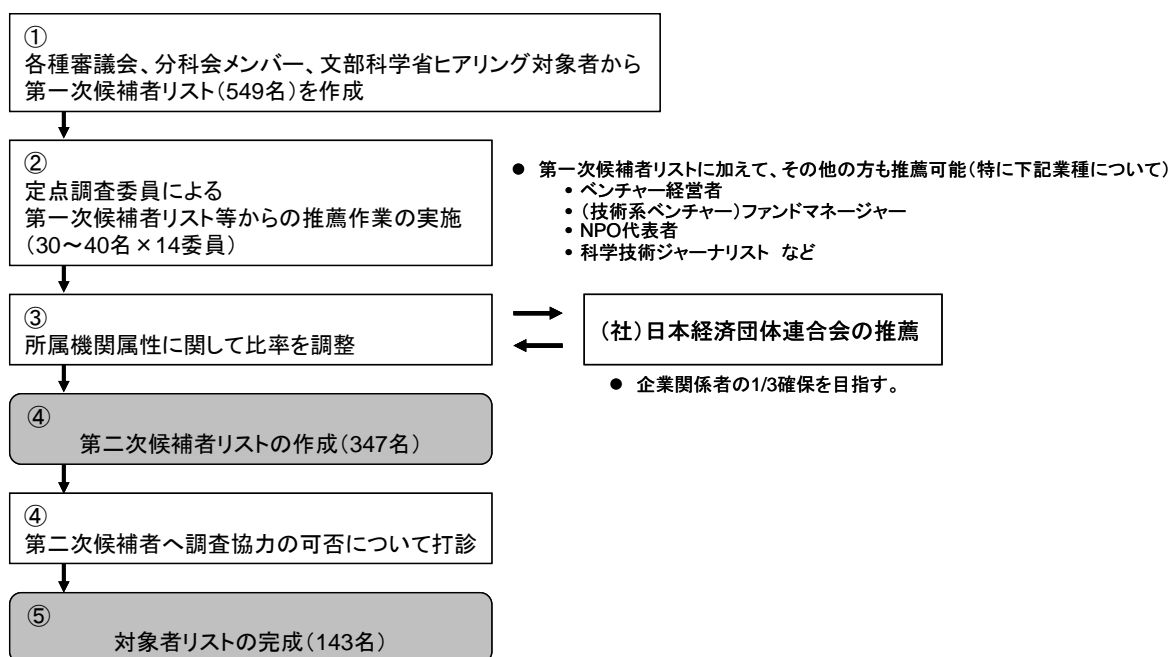 ①
各種審議会、分科会メンバー、文部科学省ヒアリング対象者から
第一次候補者リスト(549名)を作成
②
定点調査委員による
第一次候補者リスト等からの推薦作業の実施
(30～40名×14委員)
● 第一次候補者リストに加えて、その他の方も推薦可能(特に下記業種について)
• ベンチャー経営者
• (技術系ベンチャー)ファンドマネージャー
• NPO代表者
• 科学技術ジャーナリスト など
③
所属機関属性に関して比率を調整
(社)日本経済団体連合会の推薦
● 企業関係者の1/3確保を目指す。
④
第二次候補者リストの作成(347名)
④
第二次候補者へ調査協力の可否について打診
⑤
対象者リストの完成(143名)